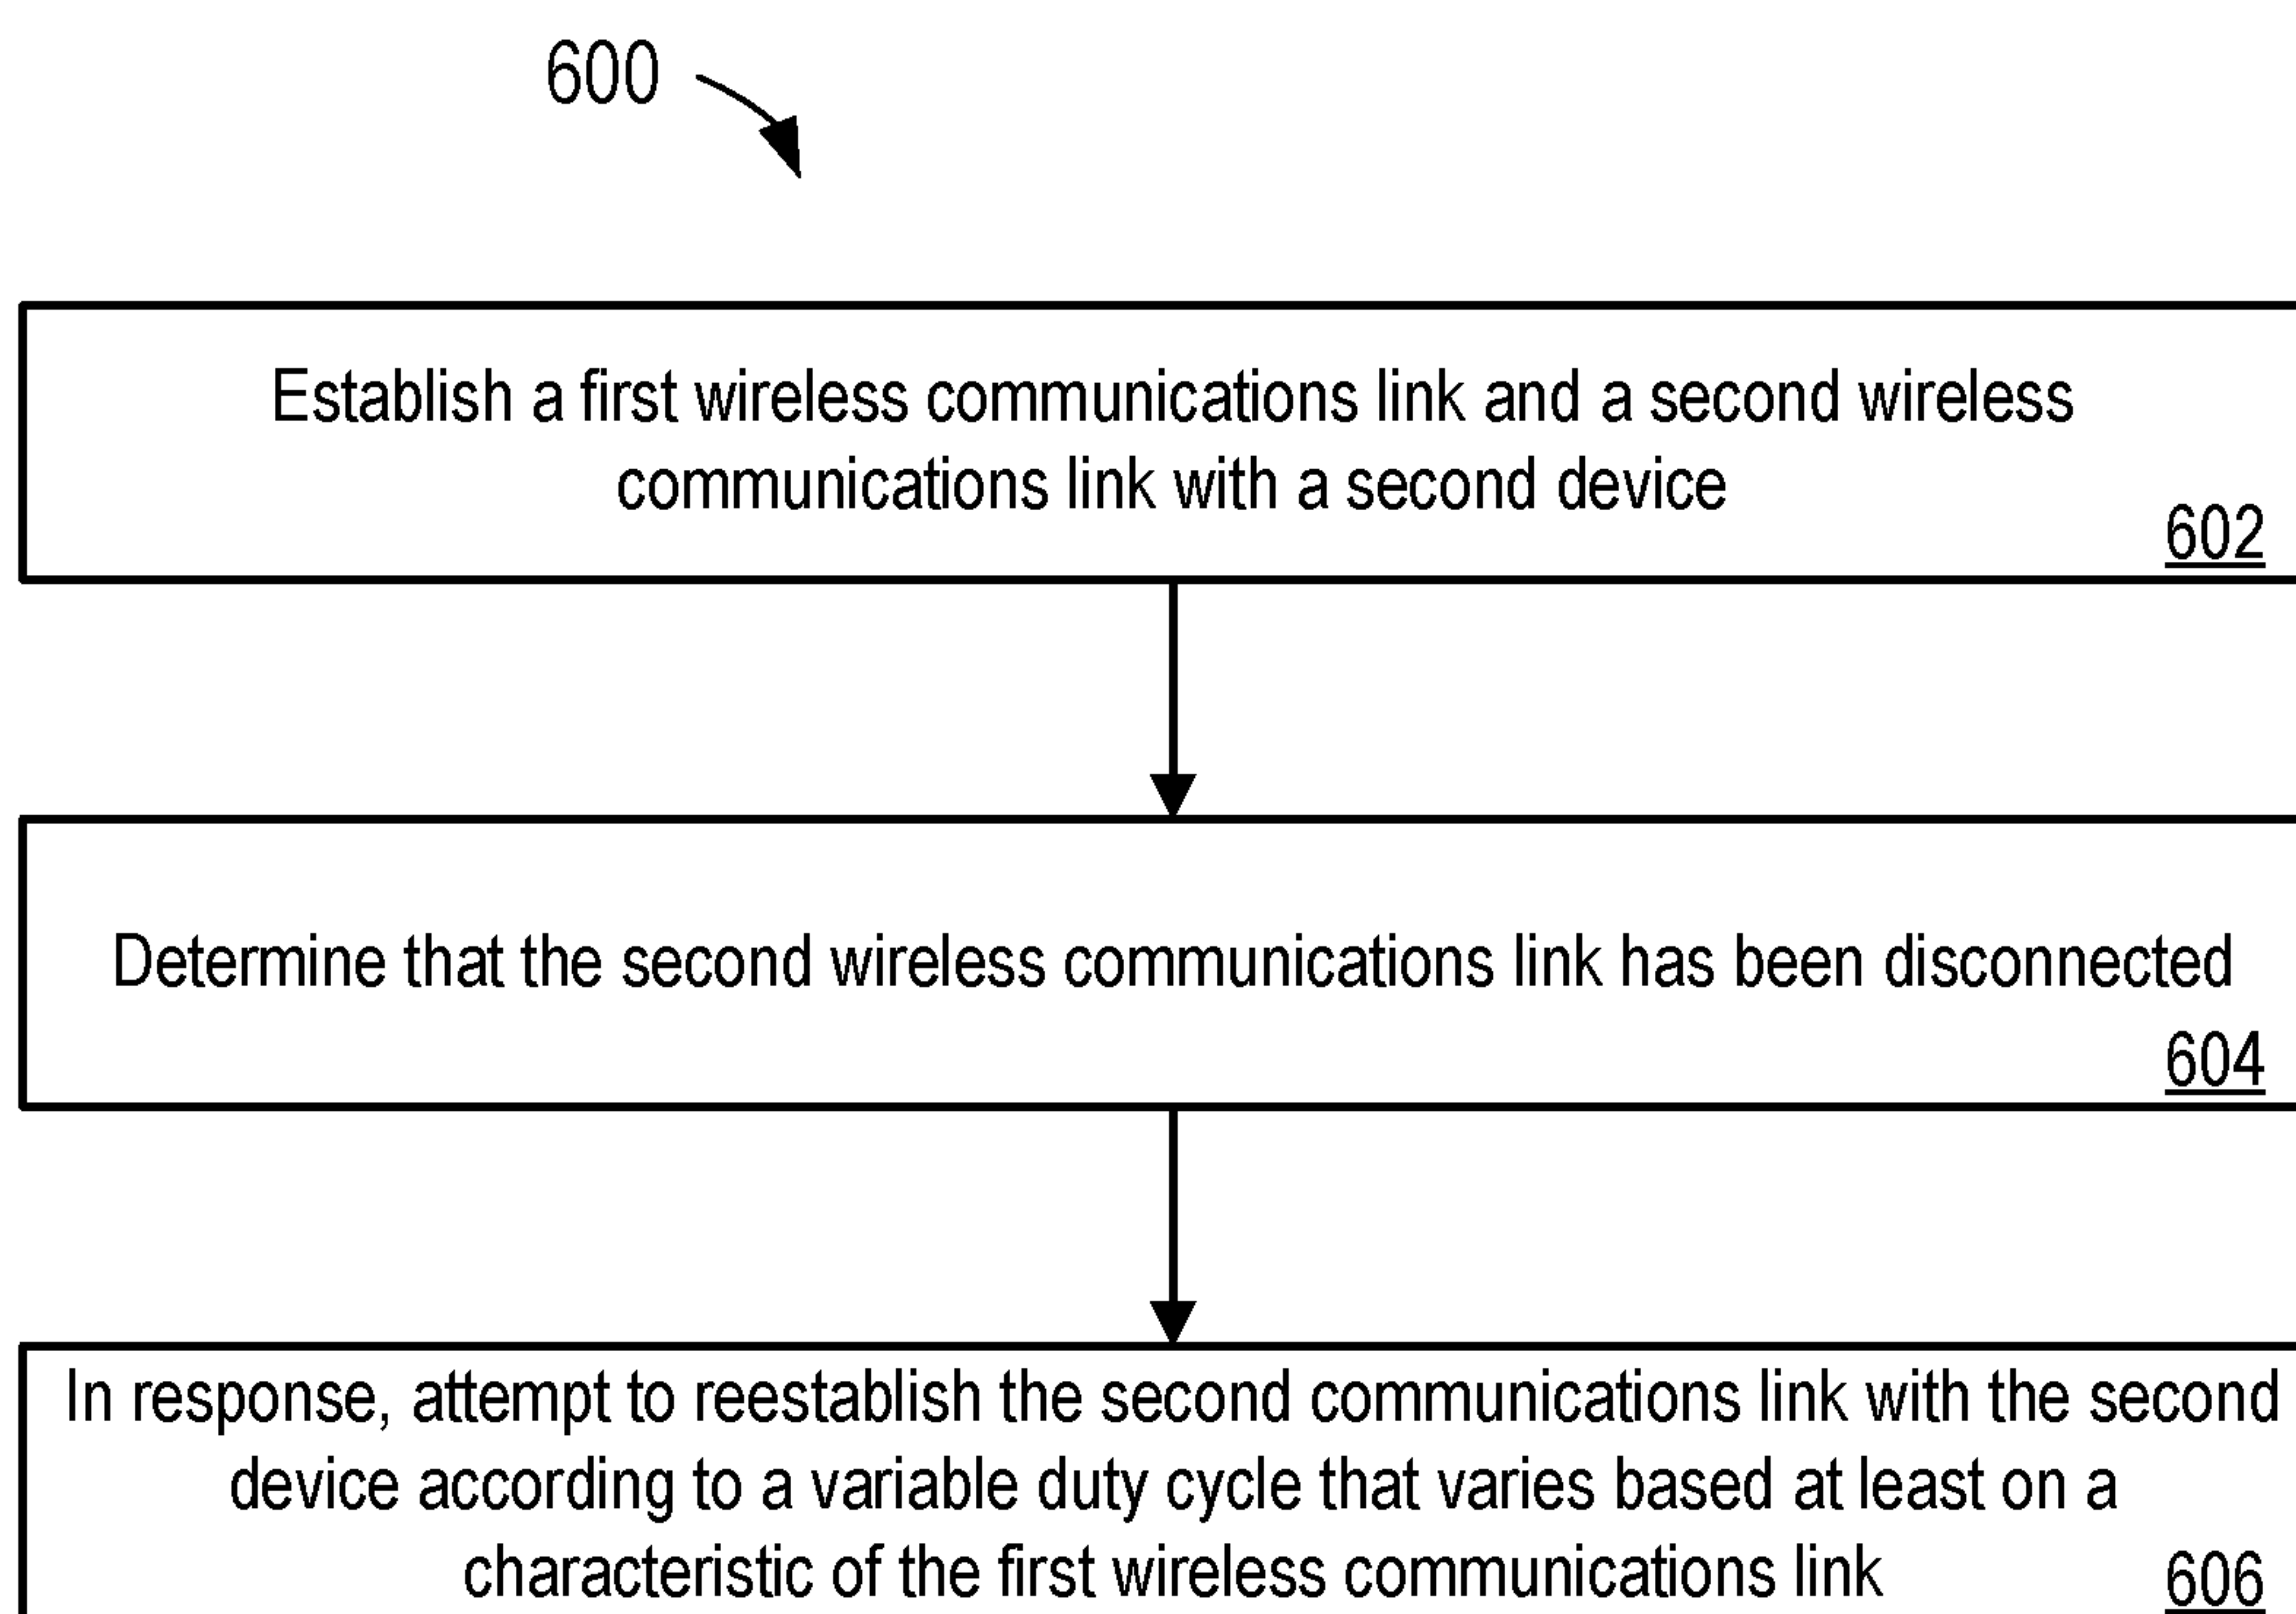 600
Establish a first wireless communications link and a second wireless
communications link with a second device
602
Determine that the second wireless communications link has been disconnected
604
In response, attempt to reestablish the second communications link with the second
device according to a variable duty cycle that varies based at least on a
characteristic of the first wireless communications link
606